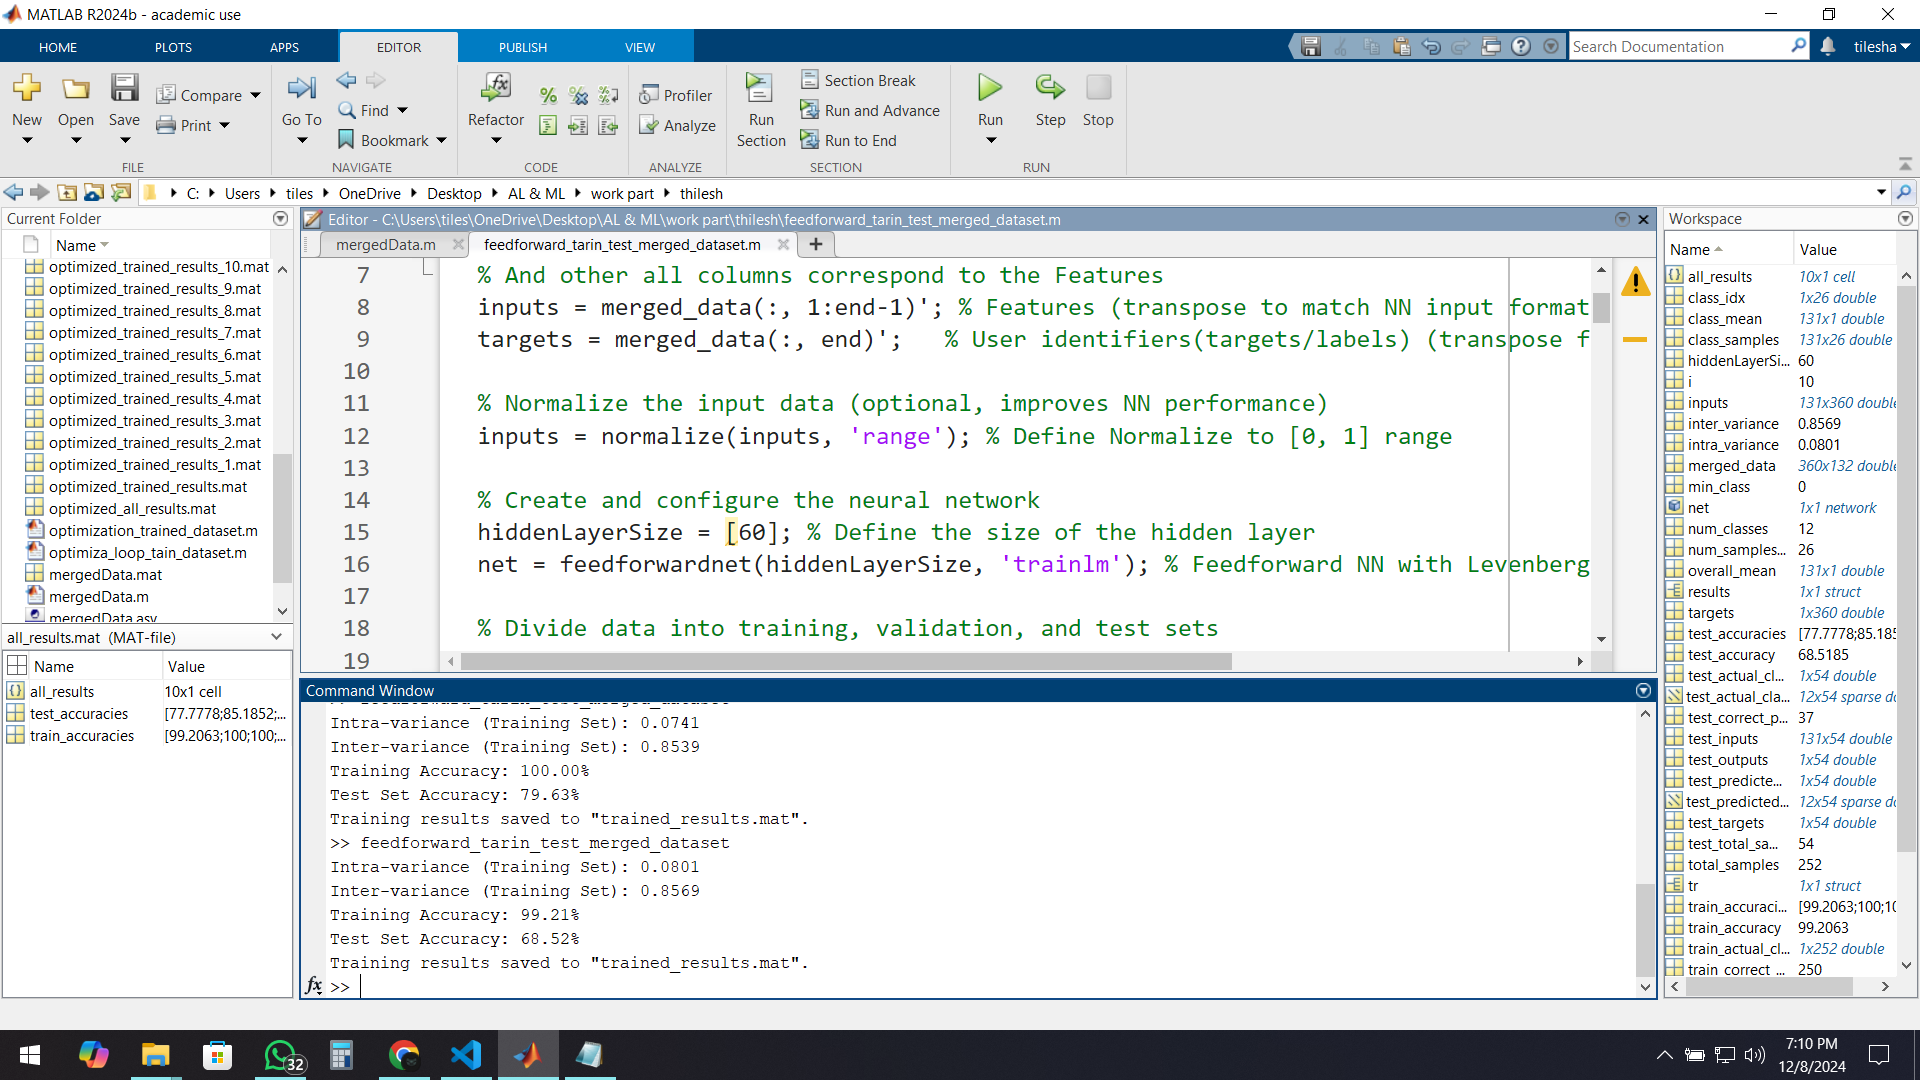 MATLAB R2024b - academic use
HOME PLOTS APPS EDITOR PUBLISH VIEW
Search Documentation
tilesha
New Open Save Compare Print
Go To Find Bookmark
Refactor
Profiler
Analyze
Run Section
Section Break
Run and Advance
Run to End
Run Step Stop
FILE NAVIGATE CODE ANALYZE SECTION RUN
C: Users tiles OneDrive Desktop AL & ML work part thilesh
Current Folder
Name
optimized_trained_results_10.mat
optimized_trained_results_9.mat
optimized_trained_results_8.mat
optimized_trained_results_7.mat
optimized_trained_results_6.mat
optimized_trained_results_5.mat
optimized_trained_results_4.mat
optimized_trained_results_3.mat
optimized_trained_results_2.mat
optimized_trained_results_1.mat
optimized_trained_results.mat
optimized_all_results.mat
optimization_trained_dataset.m
optimiza_loop_tain_dataset.m
mergedData.mat
mergedData.m
mergedData.asv
all_results.mat (MAT-file)
Name Value
all_results 10x1 cell
test_accuracies [77.7778;85.1852;...
train_accuracies [99.2063;100;100;...
Editor - C:\Users\tiles\OneDrive\Desktop\AL & ML\work part\thilesh\feedforward_tarin_test_merged_dataset.m
mergedData.m feedforward_tarin_test_merged_dataset.m
7 % And other all columns correspond to the Features
8 inputs = merged_data(:, 1:end-1)'; % Features (transpose to match NN input format
9 targets = merged_data(:, end)'; % User identifiers(targets/labels) (transpose f
10
11 % Normalize the input data (optional, improves NN performance)
12 inputs = normalize(inputs, 'range'); % Define Normalize to [0, 1] range
13
14 % Create and configure the neural network
15 hiddenLayerSize = [60]; % Define the size of the hidden layer
16 net = feedforwardnet(hiddenLayerSize, 'trainlm'); % Feedforward NN with Levenberg
17
18 % Divide data into training, validation, and test sets
19
Command Window
>> feedforward_tarin_test_merged_dataset
Intra-variance (Training Set): 0.0741
Inter-variance (Training Set): 0.8539
Training Accuracy: 100.00%
Test Set Accuracy: 79.63%
Training results saved to "trained_results.mat".
>> feedforward_tarin_test_merged_dataset
Intra-variance (Training Set): 0.0801
Inter-variance (Training Set): 0.8569
Training Accuracy: 99.21%
Test Set Accuracy: 68.52%
Training results saved to "trained_results.mat".
fx >>
Workspace
Name Value
all_results 10x1 cell
class_idx 1x26 double
class_mean 131x1 double
class_samples 131x26 double
hiddenLayerSi... 60
i 10
inputs 131x360 double
inter_variance 0.8569
intra_variance 0.0801
merged_data 360x132 double
min_class 0
net 1x1 network
num_classes 12
num_samples... 26
overall_mean 131x1 double
results 1x1 struct
targets 1x360 double
test_accuracies [77.7778;85.185
test_accuracy 68.5185
test_actual_cl... 1x54 double
test_actual_cla... 12x54 sparse do
test_correct_p... 37
test_inputs 131x54 double
test_outputs 1x54 double
test_predicte... 1x54 double
test_predicted... 12x54 sparse do
test_targets 1x54 double
test_total_sa... 54
total_samples 252
tr 1x1 struct
train_accuraci... [99.2063;100;10
train_accuracy 99.2063
train_actual_cl... 1x252 double
train_correct_... 250
32
7:10 PM
12/8/2024